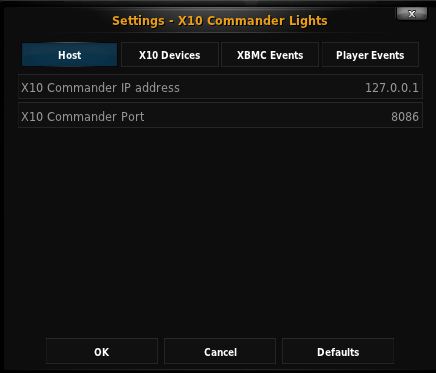 Settings - X10 Commander Lights
x
Host X10 Devices XBMC Events Player Events
X10 Commander IP address 127.0.0.1
X10 Commander Port 8086
OK Cancel Defaults